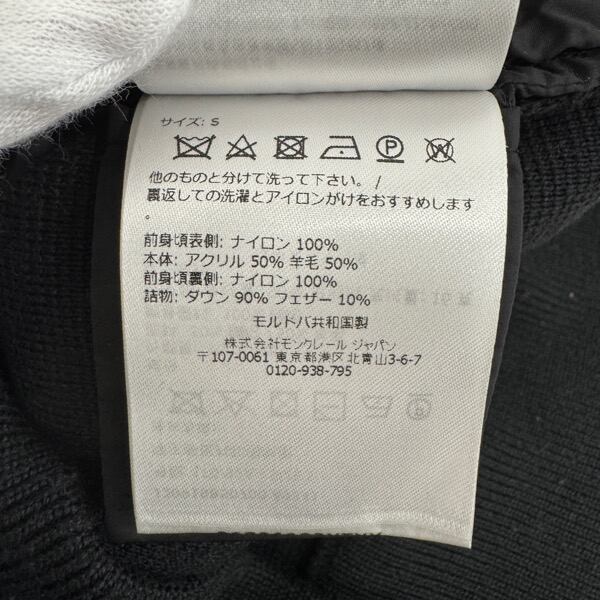 サイズ: S
他のものと分けて洗って下さい。/
裏返しての洗濯とアイロンがけをおすすめします
。
前身頃表側: ナイロン 100%
本体: アクリル 50% 羊毛 50%
前身頃裏側: ナイロン 100%
詰物: ダウン 90% フェザー 10%
モルドバ共和国製
株式会社モンクレール ジャパン
〒107-0061 東京都港区北青山3-6-7
0120-938-795